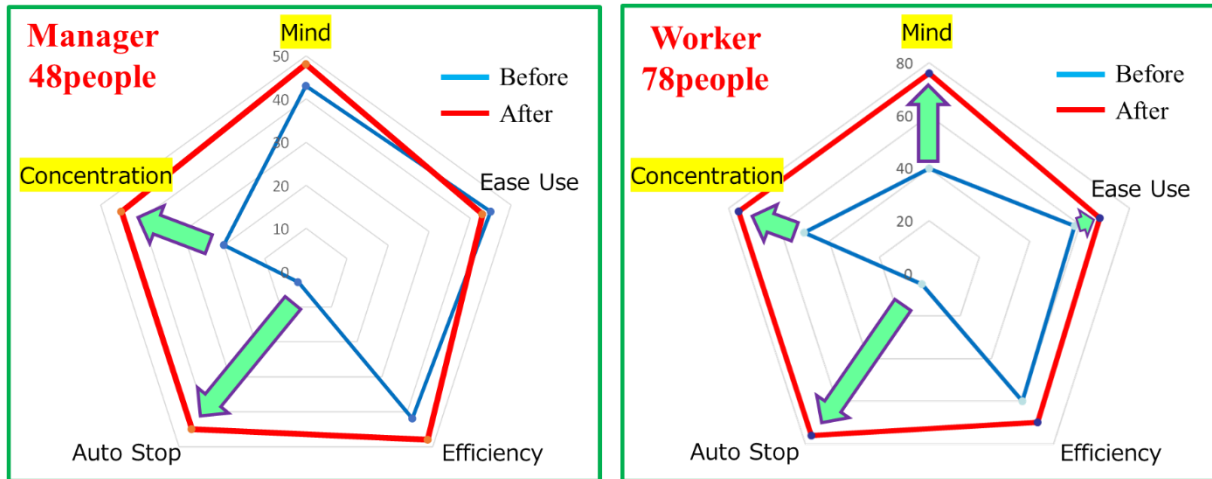 Manager
48people
Mind
Before
After
50
40
30
20
10
0
Concentration
Ease Use
Auto Stop
Efficiency
Worker
78people
Mind
Before
After
80
60
40
20
0
Concentration
Ease Use
Auto Stop
Efficiency